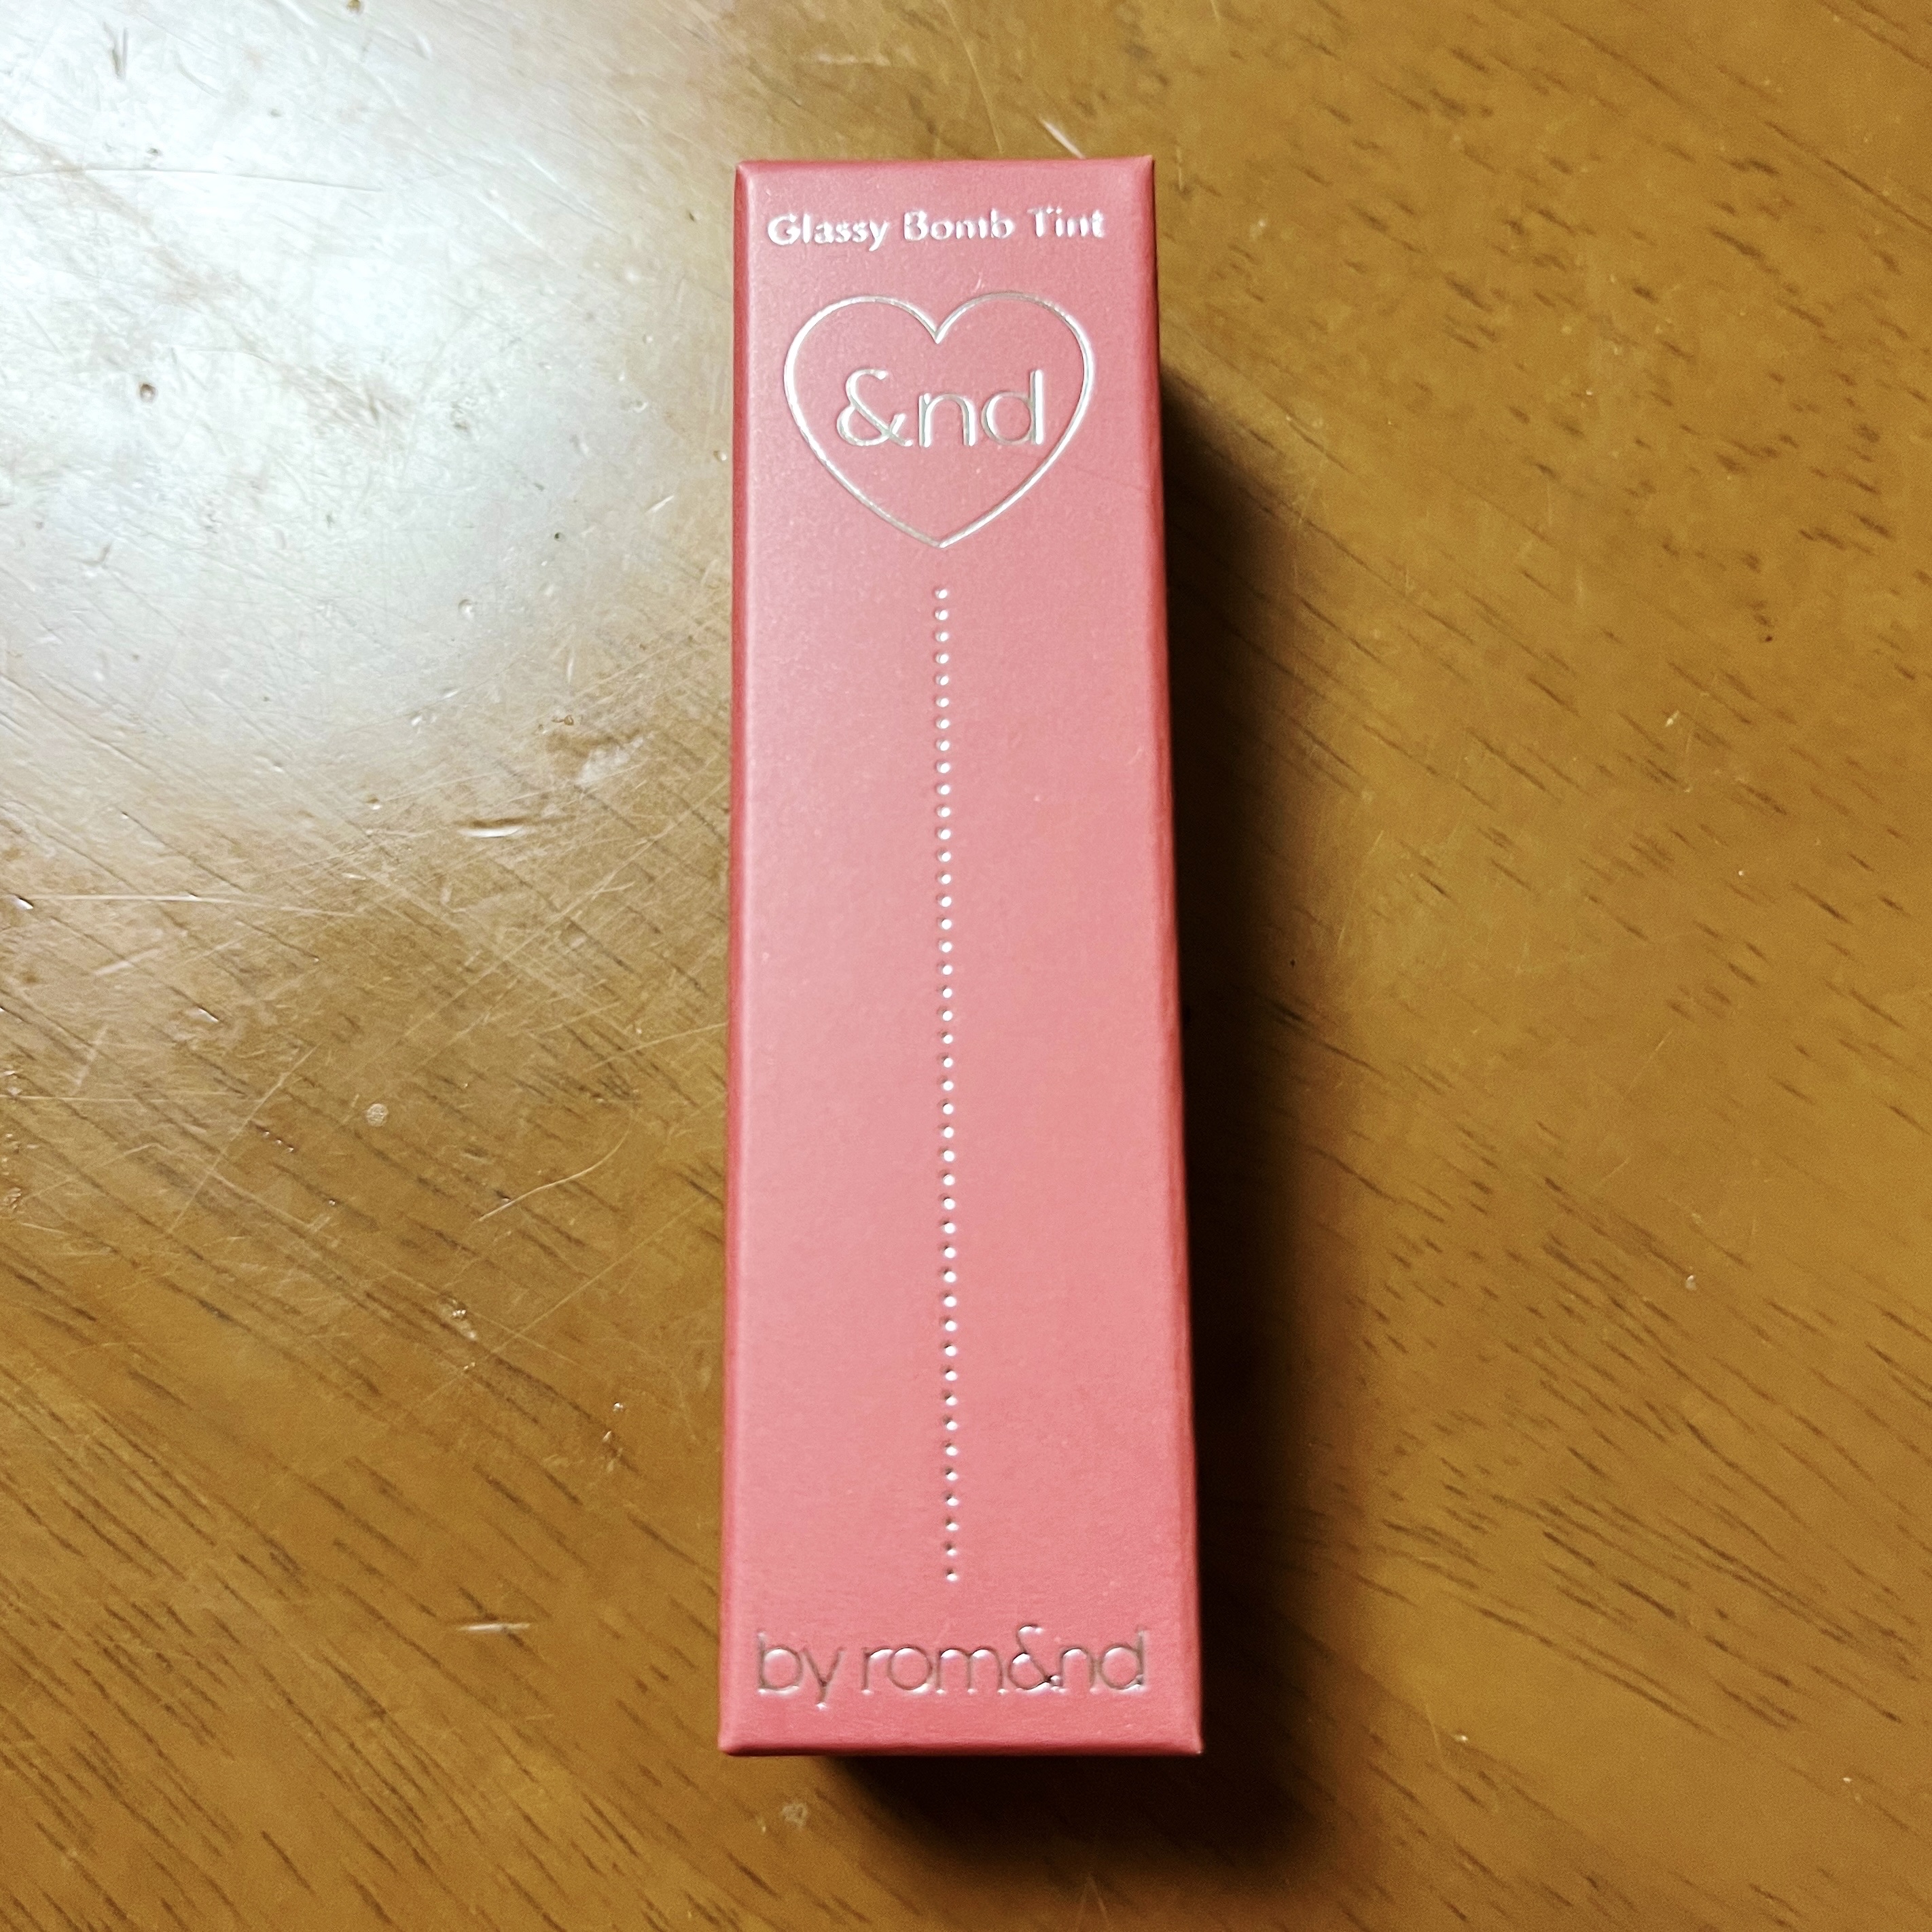 Glassy Bomb Tint
&nd
by rom&nd